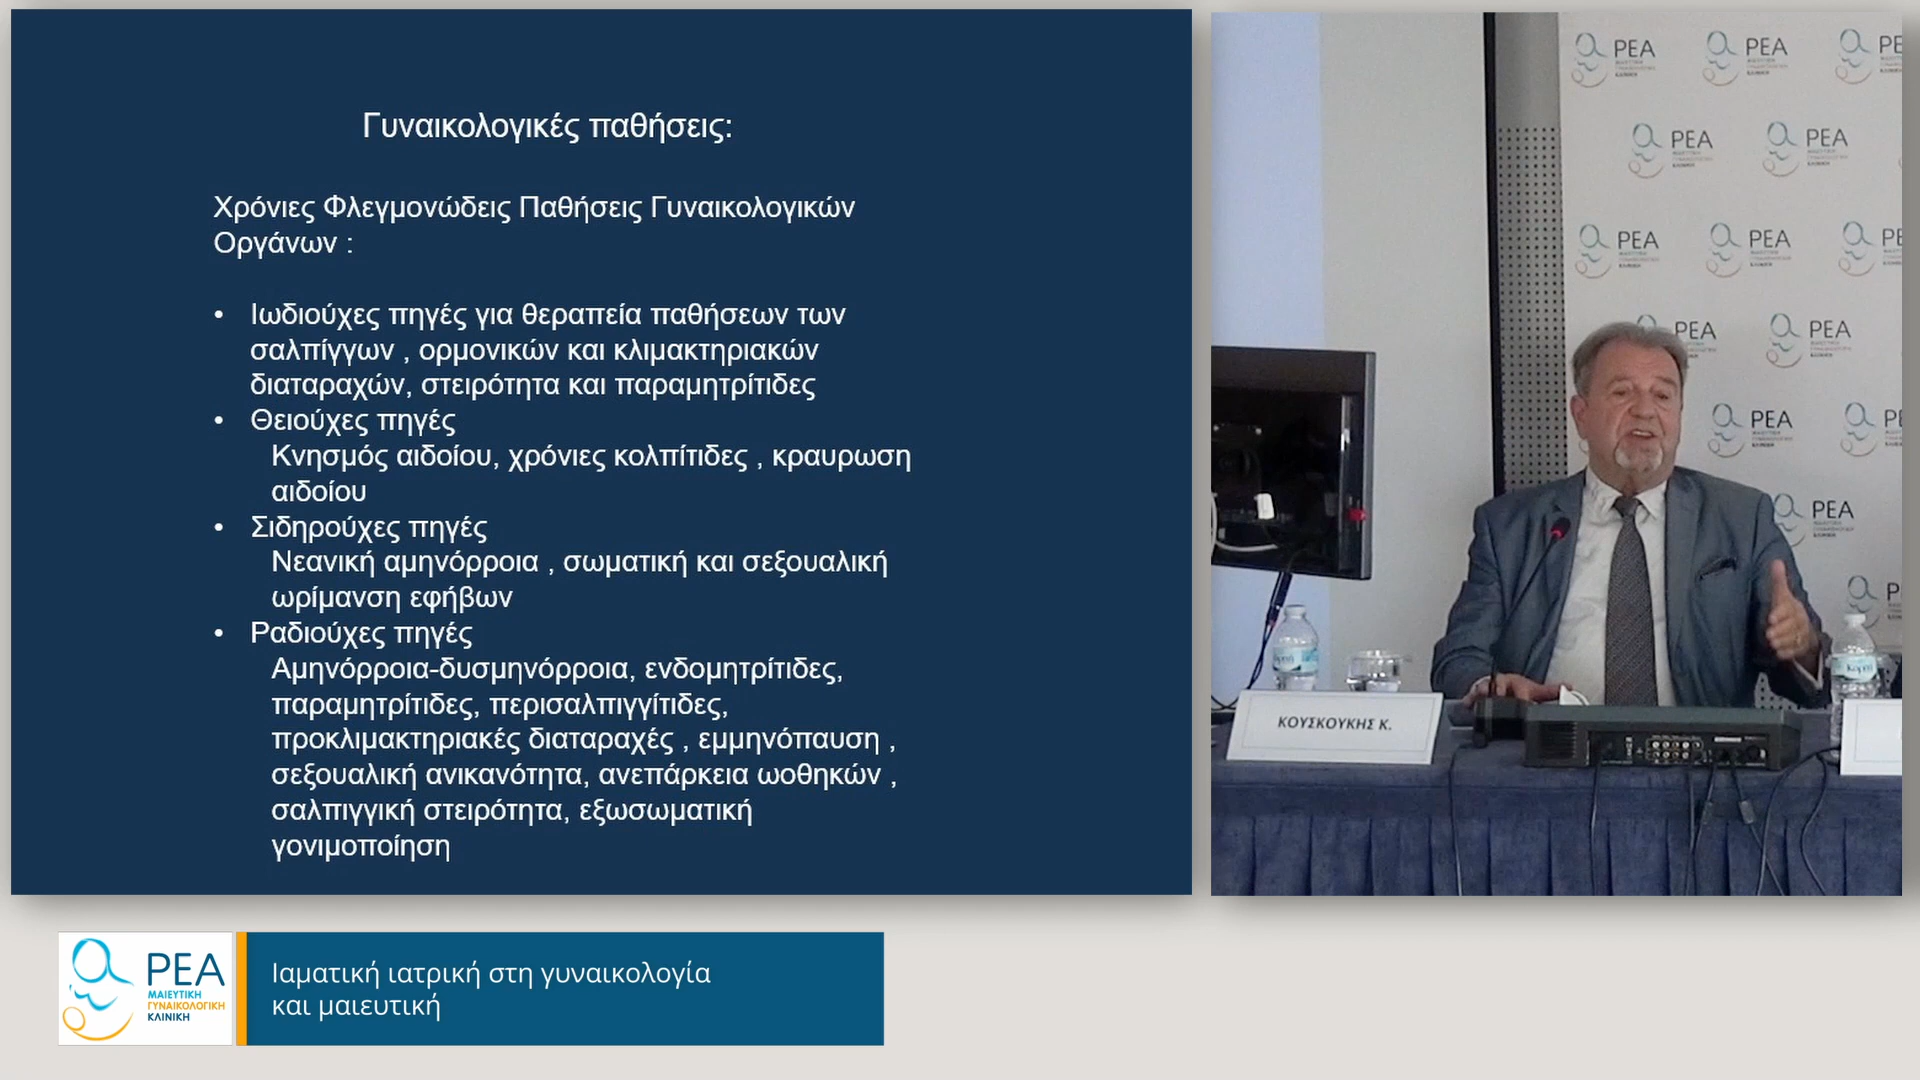 Γυναικολογικές παθήσεις:
Χρόνιες Φλεγμονώδεις Παθήσεις Γυναικολογικών
Οργάνων :
• Ιωδιούχες πηγές για θεραπεία παθήσεων των
σαλπίγγων , ορμονικών και κλιμακτηριακών
διαταραχών, στειρότητα και παραμητρίτιδες
• Θειούχες πηγές
Κνησμός αιδοίου, χρόνιες κολπίτιδες , κραυρωση
αιδοίου
• Σιδηρούχες πηγές
Νεανική αμηνόρροια , σωματική και σεξουαλική
ωρίμανση εφήβων
• Ραδιούχες πηγές
Αμηνόρροια-δυσμηνόρροια, ενδομητρίτιδες,
παραμητρίτιδες, περισαλπιγγίτιδες,
προκλιμακτηριακές διαταραχές , εμμηνόπαυση ,
σεξουαλική ανικανότητα, ανεπάρκεια ωοθηκών ,
σαλπιγγική στειρότητα, εξωσωματική
γονιμοποίηση
ΡΕΑ
ΡΕΑ
ΡΕΑ
ΡΕΑ
ΡΕΑ
ΡΕΑ
ΡΕΑ
ΡΕΑ
ΡΕΑ
ΡΕΑ
ΚΟΥΣΚΟΥΚΗΣ Κ.
ΡΕΑ
ΜΑΙΕΥΤΙΚΗ
ΓΥΝΑΙΚΟΛΟΓΙΚΗ
ΚΛΙΝΙΚΗ
Ιαματική ιατρική στη γυναικολογία
και μαιευτική